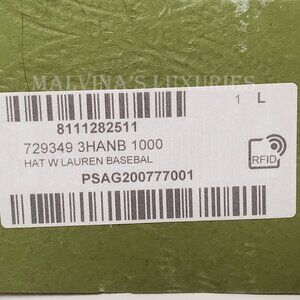 MALVINA'S LUXURIES
1 L
8111282511
729349 3HANB 1000
HAT W LAUREN BASEBAL
RFID
PSAG200777001